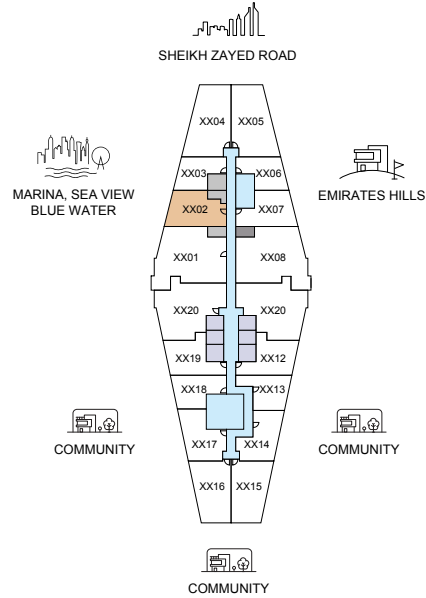 SHEIKH ZAYED ROAD
XX04 XX05
MARINA, SEA VIEW
BLUE WATER
XX03 XX06
EMIRATES HILLS
XX02 XX07
XX01 XX08
XX20 XX20
XX19 XX12
XX18 XX13
COMMUNITY
XX17 XX14
COMMUNITY
XX16 XX15
COMMUNITY